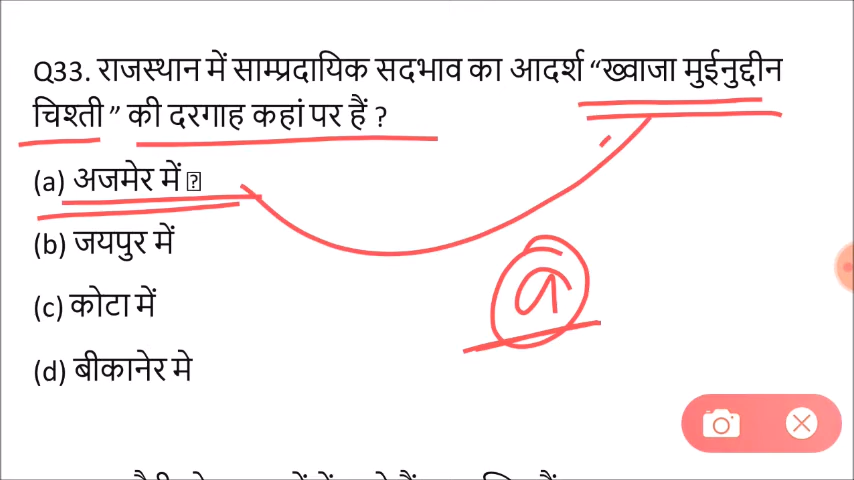 Q33. राजस्थान में साम्प्रदायिक सदभाव का आदर्श “ख्वाजा मुईनुद्दीन
चिश्ती ” की दरगाह कहां पर हैं ?
(a) अजमेर में
(b) जयपुर में
a
(c) कोटा में
(d) बीकानेर मे